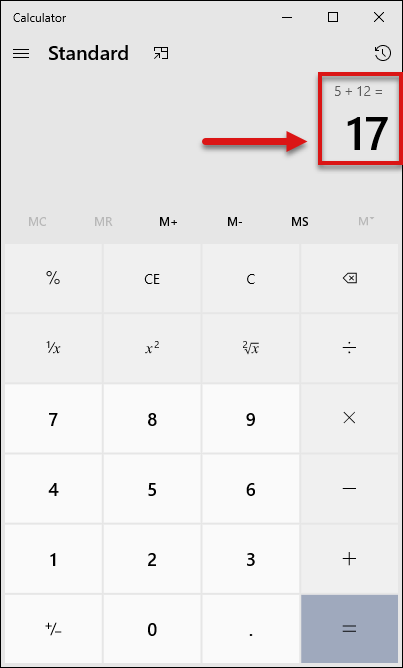 Calculator
Standard
5 + 12 =
17
MC MR M+ M- MS M˅
% CE C
¹/x x² ²√x ÷
7 8 9 ×
4 5 6 −
1 2 3 +
+/− 0 . =